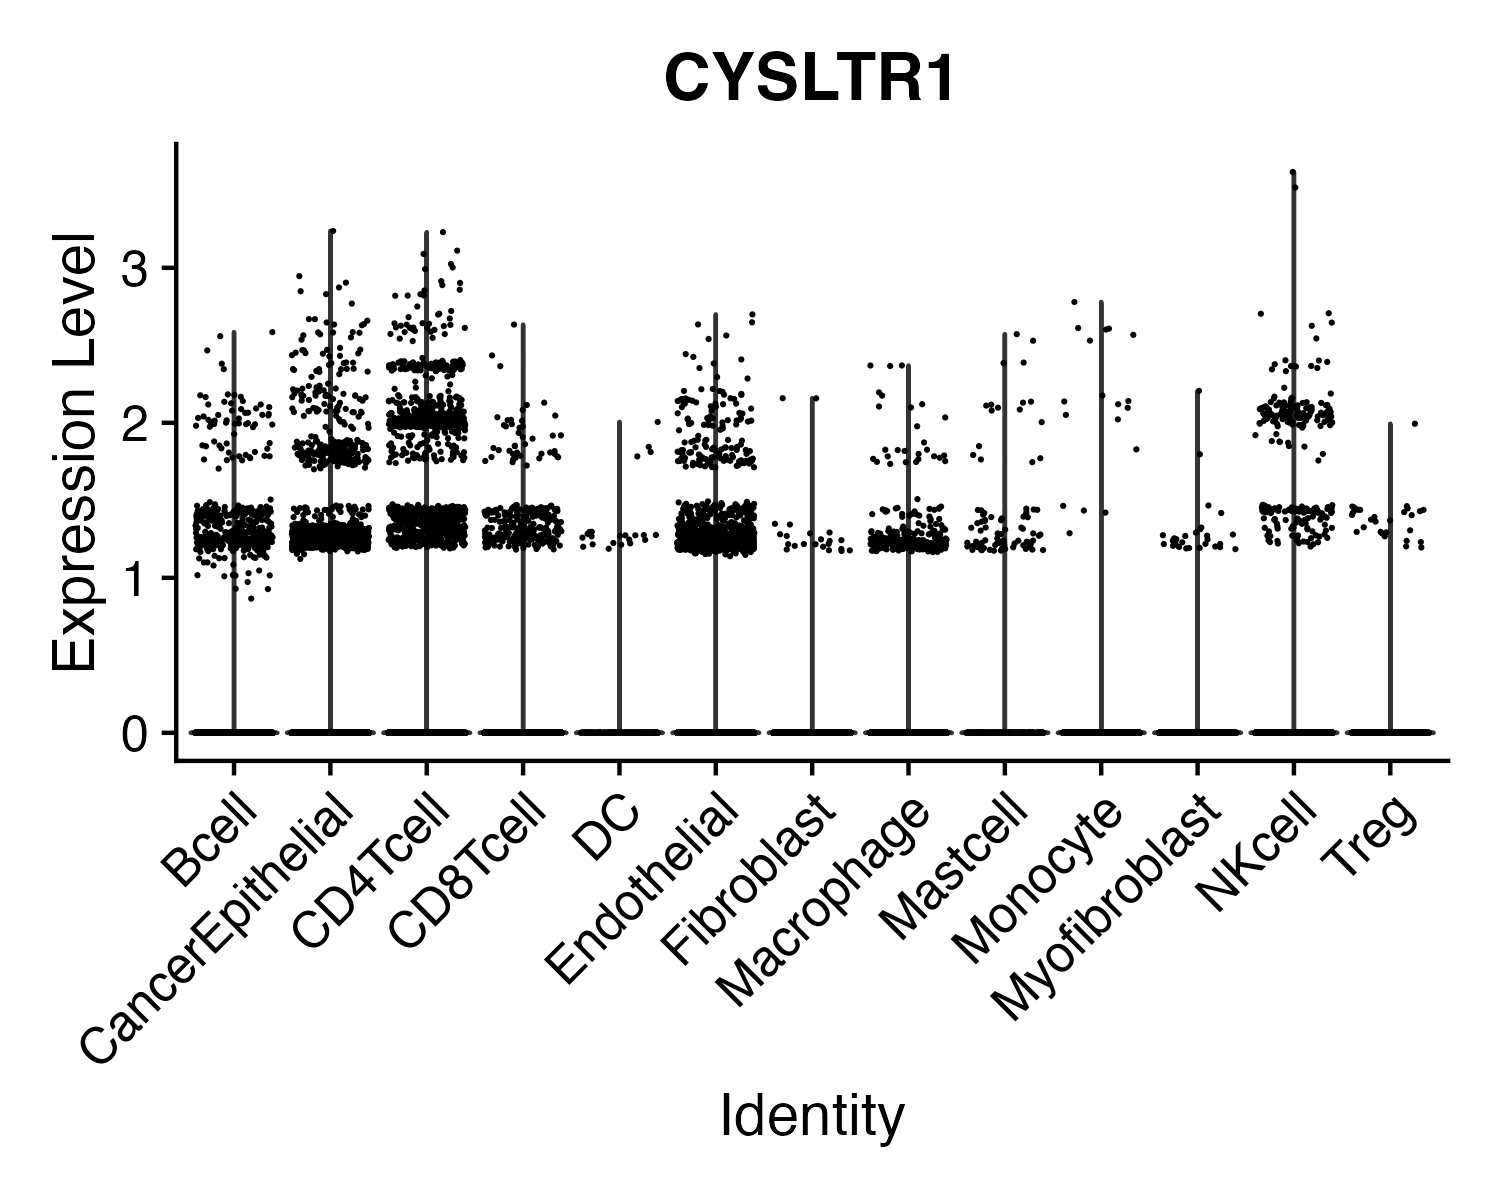 CYSLTR1
Expression Level
3
2
1
0
Bcell
CancerEpithelial
CD4Tcell
CD8Tcell
DC
Endothelial
Fibroblast
Macrophage
Mastcell
Monocyte
Myofibroblast
NKcell
Treg
Identity